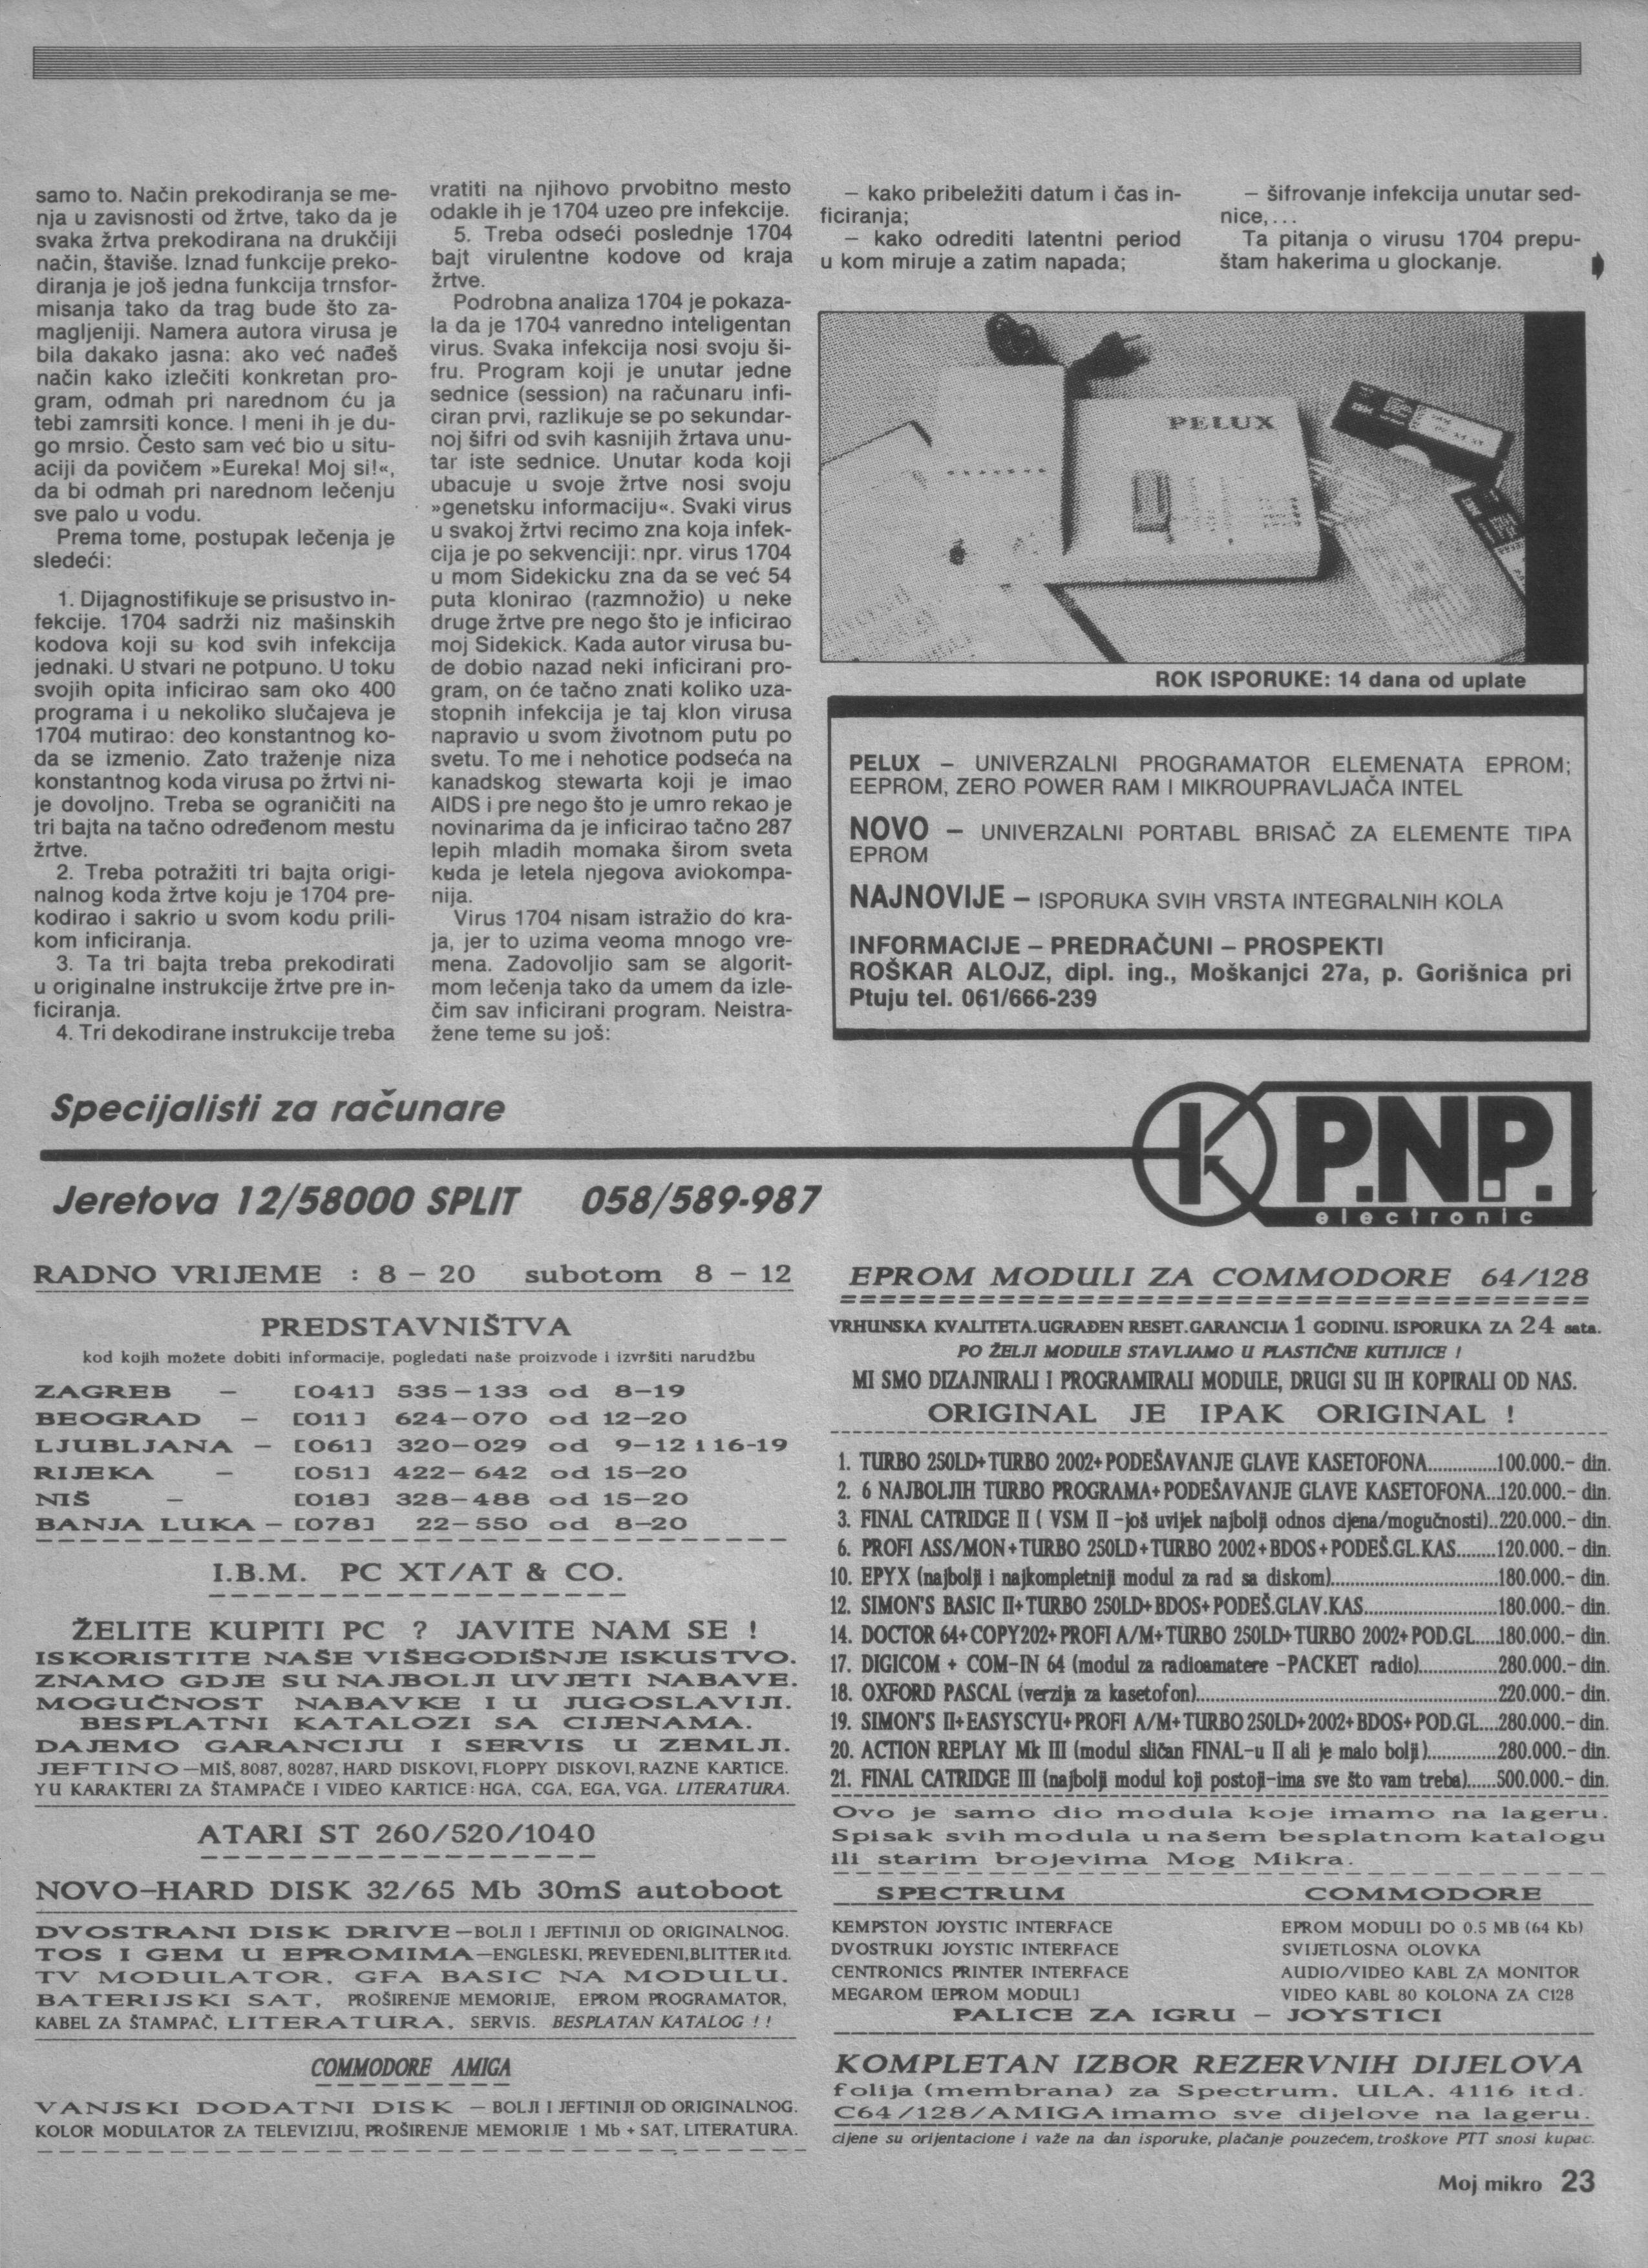 samo to. Način prekodiranja se me-
nja u zavisnosti od žrtve, tako da je
svaka žrtva prekodirana na drukčiji
način, štaviše. Iznad funkcije preko-
diranja je još jedna funkcija trnsfor-
misanja tako da trag bude što za-
magljeniji. Namera autora virusa je
bila dakako jasna: ako već nađeš
način kako izlečiti konkretan pro-
gram, odmah pri narednom ću ja
tebi zamrsiti konce. I meni ih je du-
go mrsio. Često sam već bio u situ-
aciji da povičem »Eureka! Moj si!«,
da bi odmah pri narednom lečenju
sve palo u vodu.
Prema tome, postupak lečenja je
sledeći:
1. Dijagnostifikuje se prisustvo in-
fekcije. 1704 sadrži niz mašinskih
kodova koji su kod svih infekcija
jednaki. U stvari ne potpuno. U toku
svojih opita inficirao sam oko 400
programa i u nekoliko slučajeva je
1704 mutirao: deo konstantnog ko-
da se izmenio. Zato traženje niza
konstantnog koda virusa po žrtvi ni-
je dovoljno. Treba se ograničiti na
tri bajta na tačno određenom mestu
žrtve.
2. Treba potražiti tri bajta origi-
nalnog koda žrtve koju je 1704 pre-
kodirao i sakrio u svom kodu prili-
kom inficiranja.
3. Ta tri bajta treba prekodirati
u originalne instrukcije žrtve pre in-
ficiranja.
4. Tri dekodirane instrukcije treba
vratiti na njihovo prvobitno mesto
odakle ih je 1704 uzeo pre infekcije.
5. Treba odseći poslednje 1704
bajt virulentne kodove od kraja
žrtve.
Podrobna analiza 1704 je pokaza-
la da je 1704 vanredno inteligentan
virus. Svaka infekcija nosi svoju ši-
fru. Program koji je unutar jedne
sednice (session) na računaru infi-
ciran prvi, razlikuje se po sekundar-
noj šifri od svih kasnijih žrtava unu-
tar iste sednice. Unutar koda koji
ubacuje u svoje žrtve nosi svoju
»genetsku informaciju«. Svaki virus
u svakoj žrtvi recimo zna koja infek-
cija je po sekvenciji: npr. virus 1704
u mom Sidekicku zna da se već 54
puta klonirao (razmnožio) u neke
druge žrtve pre nego što je inficirao
moj Sidekick. Kada autor virusa bu-
de dobio nazad neki inficirani pro-
gram, on će tačno znati koliko uza-
stopnih infekcija je taj klon virusa
napravio u svom životnom putu po
svetu. To me i nehotice podseća na
kanadskog stewarta koji je imao
AIDS i pre nego što je umro rekao je
novinarima da je inficirao tačno 287
lepih mladih momaka širom sveta
kuda je letela njegova aviokompa-
nija.
Virus 1704 nisam istražio do kra-
ja, jer to uzima veoma mnogo vre-
mena. Zadovoljio sam se algorit-
mom lečenja tako da umem da izle-
čim sav inficirani program. Neistra-
žene teme su još:
– kako pribeležiti datum i čas in-
ficiranja;
– kako odrediti latentni period
u kom miruje a zatim napada;
– šifrovanje infekcija unutar sed-
nice,...
Ta pitanja o virusu 1704 prepu-
štam hakerima u glockanje.
PELUX
ROK ISPORUKE: 14 dana od uplate
PELUX – UNIVERZALNI PROGRAMATOR ELEMENATA EPROM;
EEPROM, ZERO POWER RAM I MIKROUPRAVLJAČA INTEL
NOVO – UNIVERZALNI PORTABL BRISAČ ZA ELEMENTE TIPA
EPROM
NAJNOVIJE – ISPORUKA SVIH VRSTA INTEGRALNIH KOLA
INFORMACIJE – PREDRAČUNI – PROSPEKTI
ROŠKAR ALOJZ, dipl. ing., Moškanjci 27a, p. Gorišnica pri
Ptuju tel. 061/666-239
Specijalisti za računare
K P.N.P.
electronic
Jeretova 12/58000 SPLIT 058/589-987
RADNO VRIJEME : 8 – 20 subotom 8 – 12
PREDSTAVNIŠTVA
kod kojih možete dobiti informacije, pogledati naše proizvode i izvršiti narudžbu
ZAGREB – [041] 535–133 od 8–19
BEOGRAD – [011] 624–070 od 12–20
LJUBLJANA – [061] 320–029 od 9–12 i 16-19
RIJEKA – [051] 422–642 od 15–20
NIŠ – [018] 328–488 od 15–20
BANJA LUKA – [078] 22–550 od 8–20
I.B.M. PC XT/AT & CO.
ŽELITE KUPITI PC ? JAVITE NAM SE !
ISKORISTITE NAŠE VIŠEGODIŠNJE ISKUSTVO.
ZNAMO GDJE SU NAJBOLJI UVJETI NABAVE.
MOGUĆNOST NABAVKE I U JUGOSLAVIJI.
BESPLATNI KATALOZI SA CIJENAMA.
DAJEMO GARANCIJU I SERVIS U ZEMLJI.
JEFTINO –MIŠ, 8087, 80287, HARD DISKOVI, FLOPPY DISKOVI, RAZNE KARTICE.
YU KARAKTERI ZA ŠTAMPAČE I VIDEO KARTICE: HGA, CGA, EGA, VGA. LITERATURA.
ATARI ST 260/520/1040
NOVO–HARD DISK 32/65 Mb 30mS autoboot
DVOSTRANI DISK DRIVE –BOLJI I JEFTINIJI OD ORIGINALNOG.
TOS I GEM U EPROMIMA –ENGLESKI, PREVEDENI, BLITTER itd.
TV MODULATOR, GFA BASIC NA MODULU.
BATERIJSKI SAT, PROŠIRENJE MEMORIJE, EPROM PROGRAMATOR,
KABEL ZA ŠTAMPAČ, LITERATURA, SERVIS. BESPLATAN KATALOG ! !
COMMODORE AMIGA
VANJSKI DODATNI DISK – BOLJI I JEFTINIJI OD ORIGINALNOG.
KOLOR MODULATOR ZA TELEVIZIJU, PROŠIRENJE MEMORIJE 1 Mb + SAT, LITERATURA.
EPROM MODULI ZA COMMODORE 64/128
VRHUNSKA KVALITETA.UGRAĐEN RESET.GARANCIJA 1 GODINU. ISPORUKA ZA 24 sata.
PO ŽELJI MODULE STAVLJAMO U PLASTIČNE KUTIJICE !
MI SMO DIZAJNIRALI I PROGRAMIRALI MODULE, DRUGI SU IH KOPIRALI OD NAS.
ORIGINAL JE IPAK ORIGINAL !
1. TURBO 250LD+TURBO 2002+PODEŠAVANJE GLAVE KASETOFONA.............100.000.- din.
2. 6 NAJBOLJIH TURBO PROGRAMA+PODEŠAVANJE GLAVE KASETOFONA...120.000.- din.
3. FINAL CATRIDGE II ( VSM II -još uvijek najbolji odnos cijena/mogućnosti)..220.000.- din.
6. PROFI ASS/MON+TURBO 250LD+TURBO 2002+BDOS+PODEŠ.GL.KAS........120.000.- din.
10. EPYX (najbolji i najkompletniji modul za rad sa diskom)..................................180.000.- din.
12. SIMON'S BASIC II+TURBO 250LD+BDOS+PODEŠ.GLAV.KAS...........................180.000.- din.
14. DOCTOR 64+COPY202+PROFI A/M+TURBO 250LD+TURBO 2002+POD.GL....180.000.- din.
17. DIGICOM + COM-IN 64 (modul za radioamatere -PACKET radio)................280.000.- din.
18. OXFORD PASCAL (verzija za kasetofon).............................................................220.000.- din.
19. SIMON'S II+EASYSCYU+PROFI A/M+TURBO 250LD+2002+BDOS+POD.GL....280.000.- din.
20. ACTION REPLAY Mk III (modul sličan FINAL-u II ali je malo bolji)..............280.000.- din.
21. FINAL CATRIDGE III (najbolji modul koji postoji-ima sve što vam treba)......500.000.- din.
Ovo je samo dio modula koje imamo na lageru.
Spisak svih modula u našem besplatnom katalogu
ili starim brojevima Mog Mikra.
SPECTRUM COMMODORE
KEMPSTON JOYSTIC INTERFACE EPROM MODULI DO 0.5 MB (64 Kb)
DVOSTRUKI JOYSTIC INTERFACE SVIJETLOSNA OLOVKA
CENTRONICS PRINTER INTERFACE AUDIO/VIDEO KABL ZA MONITOR
MEGAROM [EPROM MODUL] VIDEO KABL 80 KOLONA ZA C128
PALICE ZA IGRU – JOYSTICI
KOMPLETAN IZBOR REZERVNIH DIJELOVA
folija (membrana) za Spectrum, ULA, 4116 itd.
C64/128/AMIGA imamo sve dijelove na lageru.
cijene su orijentacione i važe na dan isporuke, plaćanje pouzećem, troškove PTT snosi kupac.
Moj mikro 23